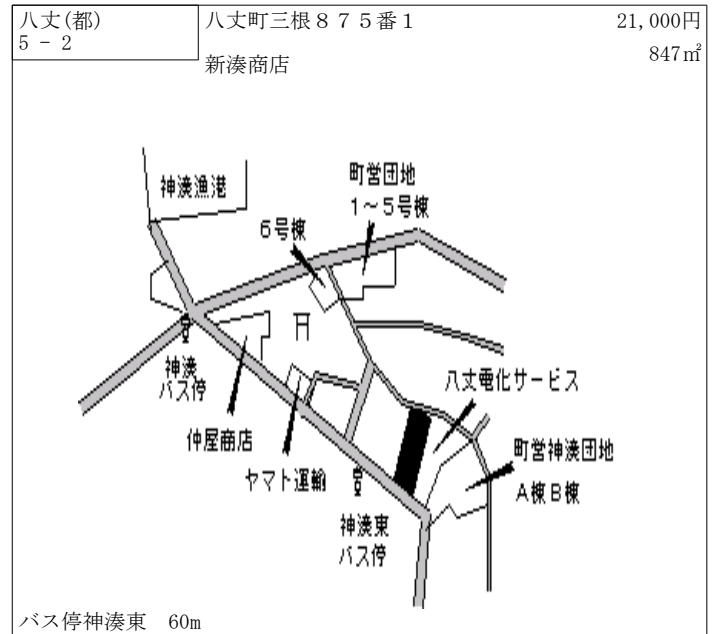 八丈(都)
5 - 2
八丈町三根８７５番１
21,000円
847㎡
新湊商店
神湊漁港
町営団地
1～5号棟
6号棟
神湊
バス停
八丈電化サービス
仲屋商店
町営神湊団地
A棟B棟
ヤマト運輸
神湊東
バス停
バス停神湊東　60m